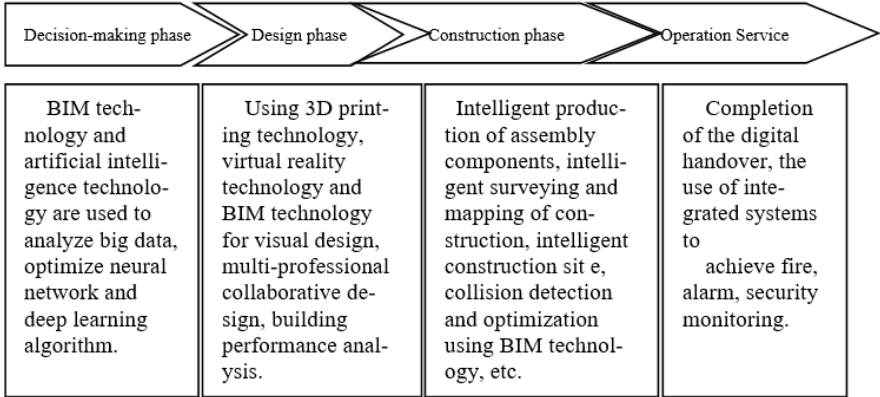 Decision-making phase
Design phase
Construction phase
Operation Service
BIM tech-
nology and
artificial intelli-
gence technolo-
gy are used to
analyze big data,
optimize neural
network and
deep learning
algorithm.
Using 3D print-
ing technology,
virtual reality
technology and
BIM technology
for visual design,
multi-professional
collaborative de-
sign, building
performance anal-
ysis.
Intelligent produc-
tion of assembly
components, intelli-
gent surveying and
mapping of con-
struction, intelligent
construction sit e,
collision detection
and optimization
using BIM technol-
ogy, etc.
Completion
of the digital
handover, the
use of inte-
grated systems
to
achieve fire,
alarm, security
monitoring.